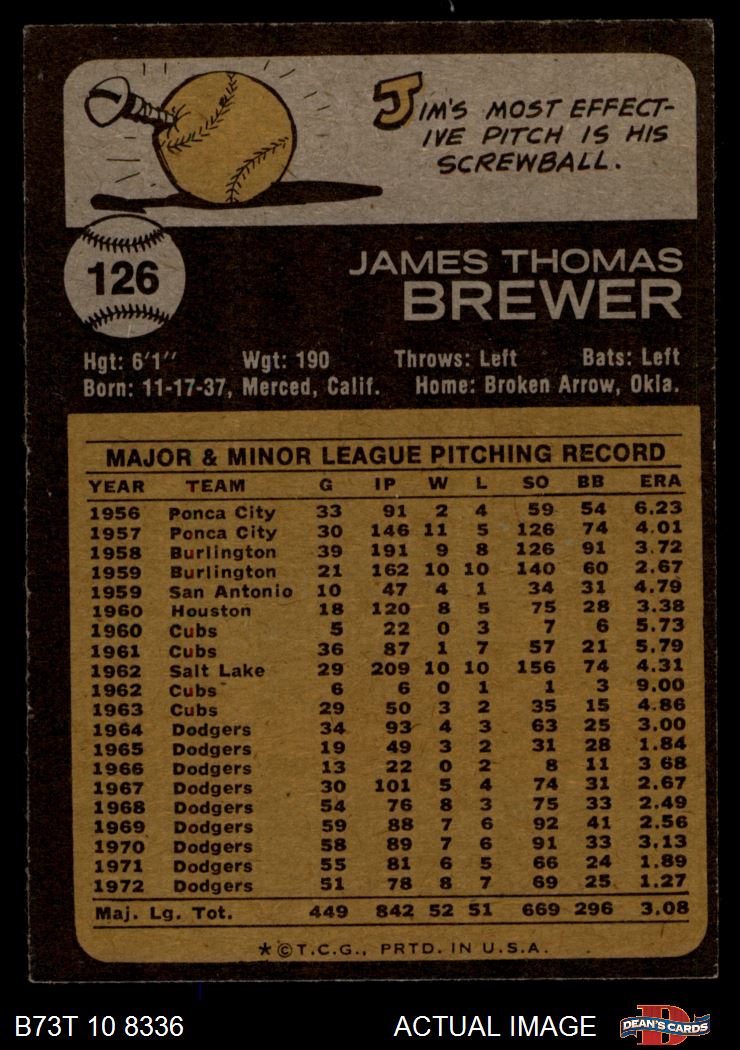 JIM'S MOST EFFECT-
IVE PITCH IS HIS
SCREWBALL.
126
JAMES THOMAS
BREWER
Hgt: 6'1" Wgt: 190 Throws: Left Bats: Left
Born: 11-17-37, Merced, Calif. Home: Broken Arrow, Okla.
MAJOR & MINOR LEAGUE PITCHING RECORD
YEAR TEAM G IP W L SO BB ERA
1956 Ponca City 33 91 2 4 59 54 6.23
1957 Ponca City 30 146 11 5 126 74 4.01
1958 Burlington 39 191 9 8 126 91 3.72
1959 Burlington 21 162 10 10 140 60 2.67
1959 San Antonio 10 47 4 1 34 31 4.79
1960 Houston 18 120 8 5 75 28 3.38
1960 Cubs 5 22 0 3 7 6 5.73
1961 Cubs 36 87 1 7 57 21 5.79
1962 Salt Lake 29 209 10 10 156 74 4.31
1962 Cubs 6 6 0 1 1 3 9.00
1963 Cubs 29 50 3 2 35 15 4.86
1964 Dodgers 34 93 4 3 63 25 3.00
1965 Dodgers 19 49 3 2 31 28 1.84
1966 Dodgers 13 22 0 2 8 11 3 68
1967 Dodgers 30 101 5 4 74 31 2.67
1968 Dodgers 54 76 8 3 75 33 2.49
1969 Dodgers 59 88 7 6 92 41 2.56
1970 Dodgers 58 89 7 6 91 33 3.13
1971 Dodgers 55 81 6 5 66 24 1.89
1972 Dodgers 51 78 8 7 69 25 1.27
Maj. Lg. Tot. 449 842 52 51 669 296 3.08
*©T.C.G., PRTD. IN U.S.A.
B73T 10 8336 ACTUAL IMAGE D DEAN'S CARDS